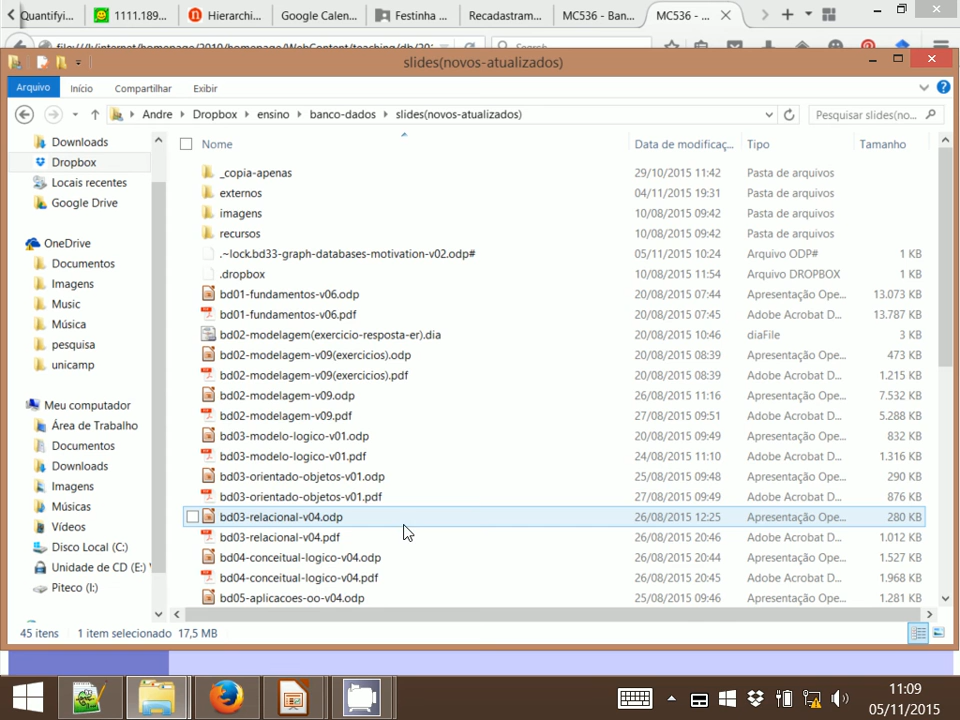 Quantifyi...
1111.189...
Hierarchi...
Google Calen...
Festinha ...
Recadastram...
MC536 - Ban...
MC536 - ...
Search
slides(novos-atualizados)
Arquivo
Início
Compartilhar
Exibir
Andre
Dropbox
ensino
banco-dados
slides(novos-atualizados)
Pesquisar slides(no...
Downloads
Dropbox
Locais recentes
Google Drive
OneDrive
Documentos
Imagens
Music
Música
pesquisa
unicamp
Meu computador
Área de Trabalho
Documentos
Downloads
Imagens
Músicas
Vídeos
Disco Local (C:)
Unidade de CD (E:)
Piteco (I:)
Nome Data de modificaç... Tipo Tamanho
_copia-apenas 29/10/2015 11:42 Pasta de arquivos
externos 04/11/2015 19:31 Pasta de arquivos
imagens 10/08/2015 09:42 Pasta de arquivos
recursos 10/08/2015 09:42 Pasta de arquivos
.~lock.bd33-graph-databases-motivation-v02.odp# 05/11/2015 10:24 Arquivo ODP# 1 KB
.dropbox 10/08/2015 11:54 Arquivo DROPBOX 1 KB
bd01-fundamentos-v06.odp 20/08/2015 07:44 Apresentação Ope... 13.073 KB
bd01-fundamentos-v06.pdf 20/08/2015 07:45 Adobe Acrobat D... 13.787 KB
bd02-modelagem(exercicio-resposta-er).dia 20/08/2015 10:46 diaFile 3 KB
bd02-modelagem-v09(exercicios).odp 20/08/2015 08:39 Apresentação Ope... 473 KB
bd02-modelagem-v09(exercicios).pdf 20/08/2015 08:39 Adobe Acrobat D... 1.215 KB
bd02-modelagem-v09.odp 26/08/2015 11:16 Apresentação Ope... 7.532 KB
bd02-modelagem-v09.pdf 27/08/2015 09:51 Adobe Acrobat D... 5.288 KB
bd03-modelo-logico-v01.odp 20/08/2015 09:49 Apresentação Ope... 832 KB
bd03-modelo-logico-v01.pdf 24/08/2015 11:10 Adobe Acrobat D... 1.316 KB
bd03-orientado-objetos-v01.odp 25/08/2015 09:48 Apresentação Ope... 290 KB
bd03-orientado-objetos-v01.pdf 27/08/2015 09:49 Adobe Acrobat D... 876 KB
bd03-relacional-v04.odp 26/08/2015 12:25 Apresentação Ope... 280 KB
bd03-relacional-v04.pdf 26/08/2015 20:46 Adobe Acrobat D... 1.012 KB
bd04-conceitual-logico-v04.odp 26/08/2015 20:44 Apresentação Ope... 1.527 KB
bd04-conceitual-logico-v04.pdf 26/08/2015 20:45 Adobe Acrobat D... 1.968 KB
bd05-aplicacoes-oo-v04.odp 25/08/2015 09:46 Apresentação Ope... 1.281 KB
45 itens 1 item selecionado 17,5 MB
11:09
05/11/2015